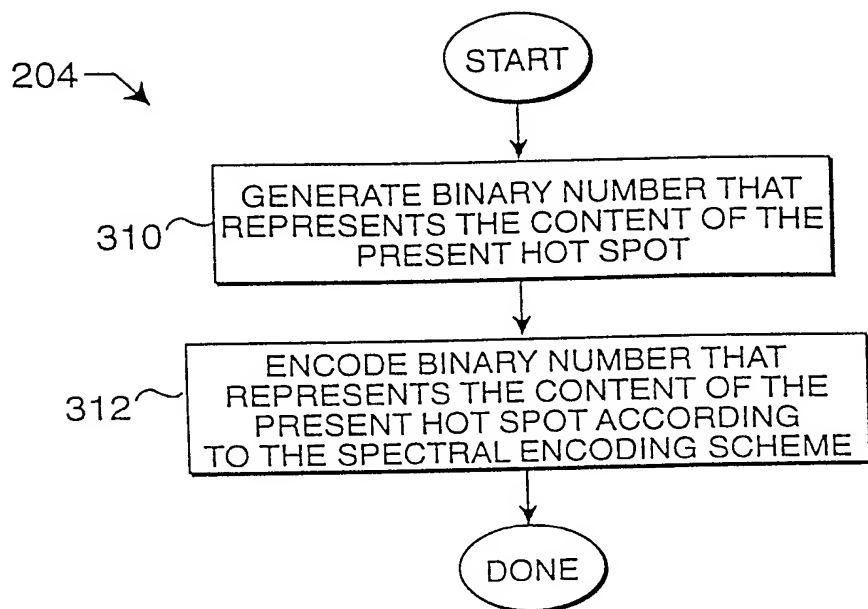 START
204
GENERATE BINARY NUMBER THAT
REPRESENTS THE CONTENT OF THE
PRESENT HOT SPOT.
310
ENCODE BINARY NUMBER THAT
REPRESENTS THE CONTENT OF THE
PRESENT HOT SPOT ACCORDING
TO THE SPECTRAL ENCODING SCHEME
312
DONE